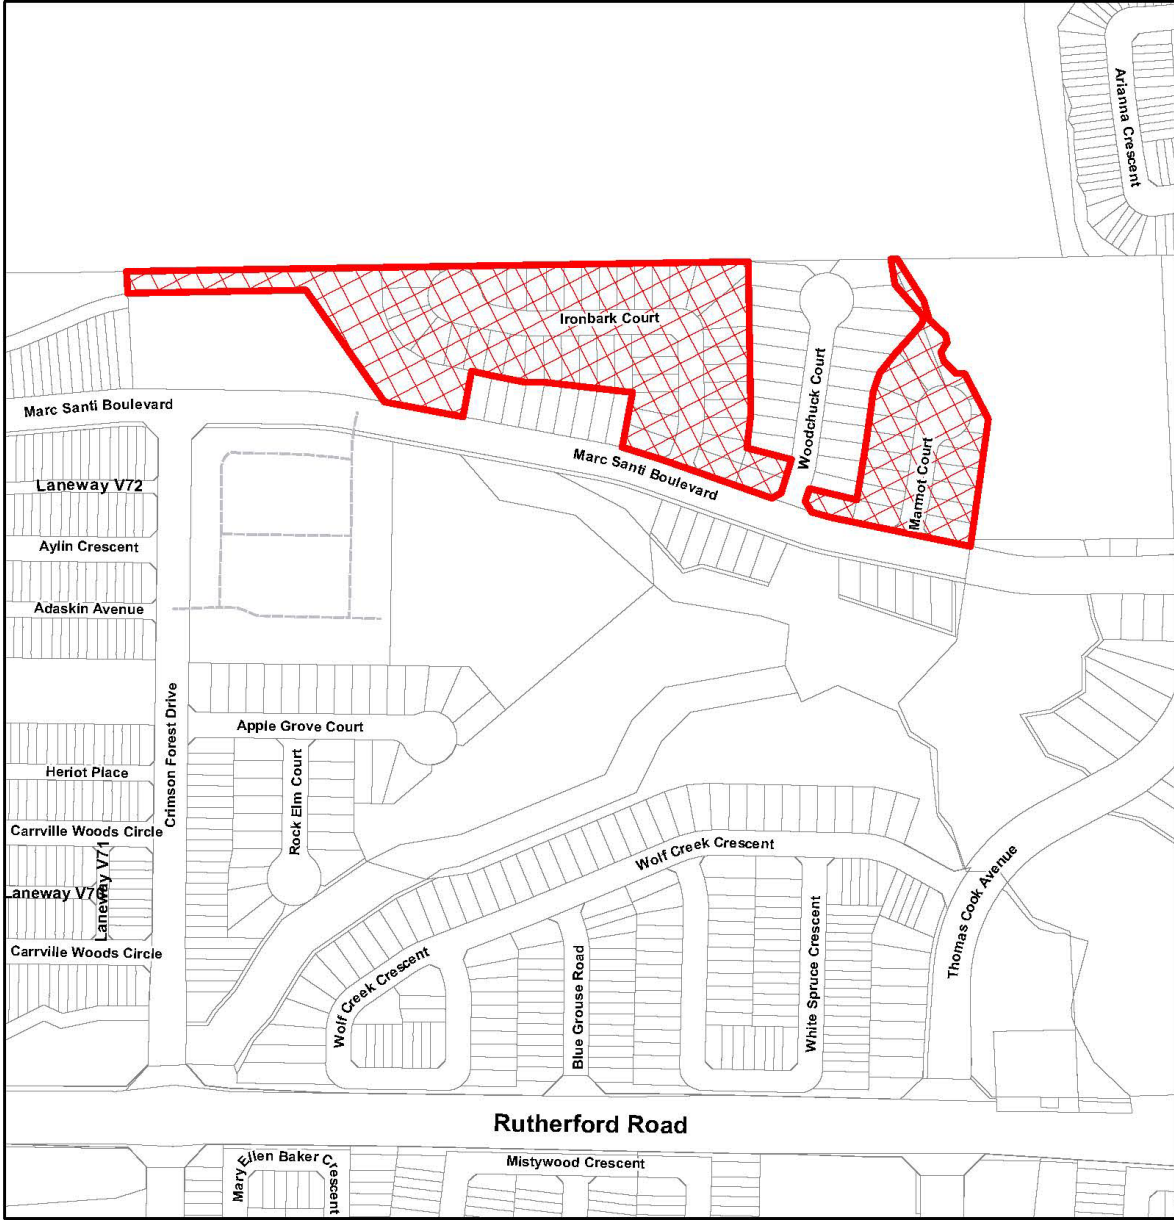 Arianna Crescent
Ironbark Court
Woodchuck Court
Marmot Court
Marc Santi Boulevard
Marc Santi Boulevard
Laneway V72
Aylin Crescent
Adaskin Avenue
Crimson Forest Drive
Apple Grove Court
Rock Elm Court
Heriot Place
Carrville Woods Circle
Laneway V71
Laneway V7
Carrville Woods Circle
Wolf Creek Crescent
Wolf Creek Crescent
Blue Grouse Road
White Spruce Crescent
Thomas Cook Avenue
Rutherford Road
Mary Ellen Baker Crescent
Mistywood Crescent